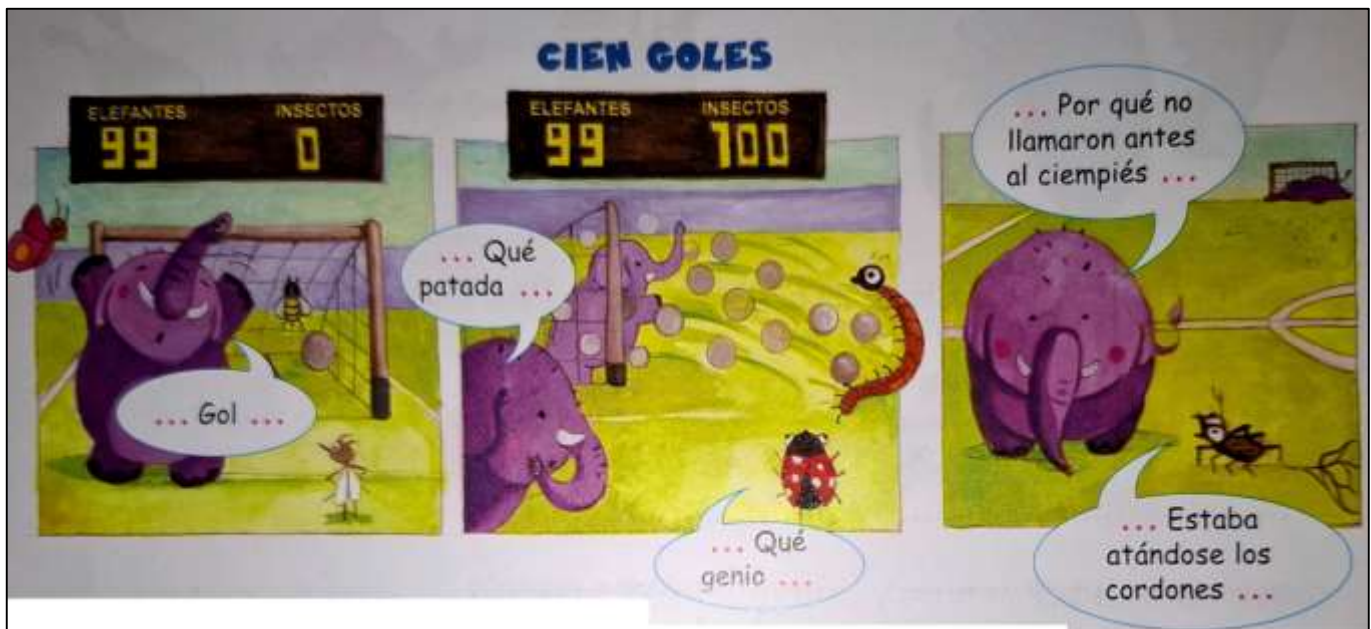 CIEN GOLES
ELEFANTES INSECTOS
99 0
... Gol ...
ELEFANTES INSECTOS
99 100
... Qué
patada ...
... Qué
genio ...
... Por qué no
llamaron antes
al ciempiés ...
... Estaba
atándose los
cordones ...